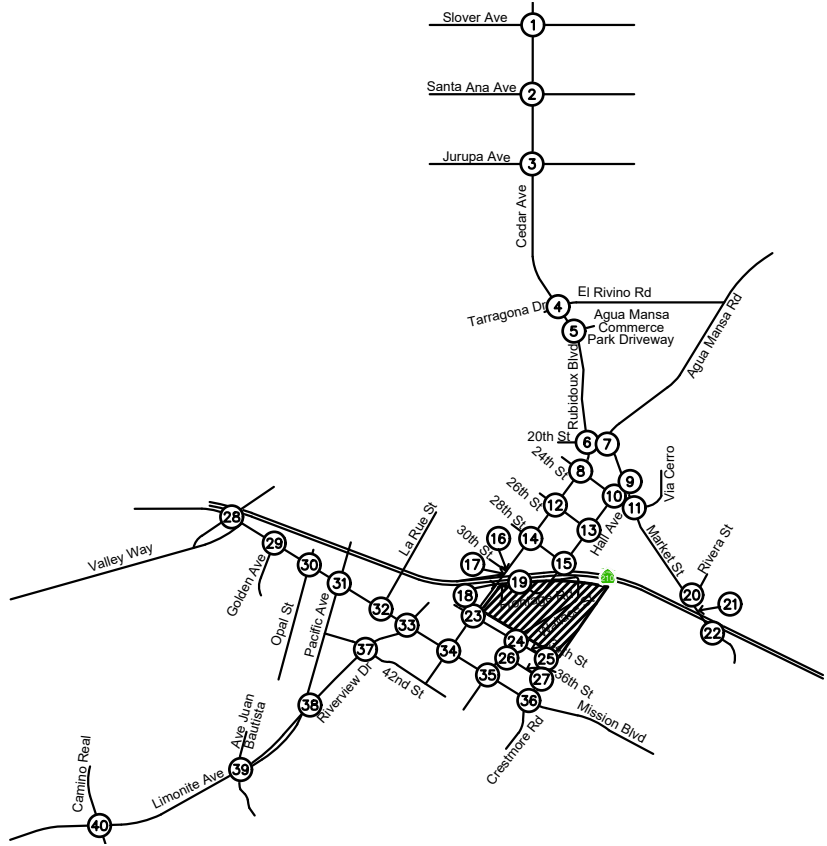 Slover Ave
1
Santa Ana Ave
2
Jurupa Ave
3
Cedar Ave
El Rivino Rd
4
Tarragona Dr
5
Agua Mansa
Commerce
Park Driveway
Agua Mansa Rd
Rubidoux Blvd
20th St
6
7
24th St
8
9
Via Cerro
10
26th St
12
11
28th St
13
Hall Ave
14
16
Market St
30th St
15
17
Rivera St
210
19
18
20
21
22
23
24
25
26
27
36th St
28
Valley Way
29
Golden Ave
30
La Rue St
31
Opal St
Pacific Ave
32
33
34
37
35
42nd St
36
Riverview Dr
38
Mission Blvd
Crestmore Rd
Ave Juan
Bautista
39
Camino Real
Limonite Ave
40